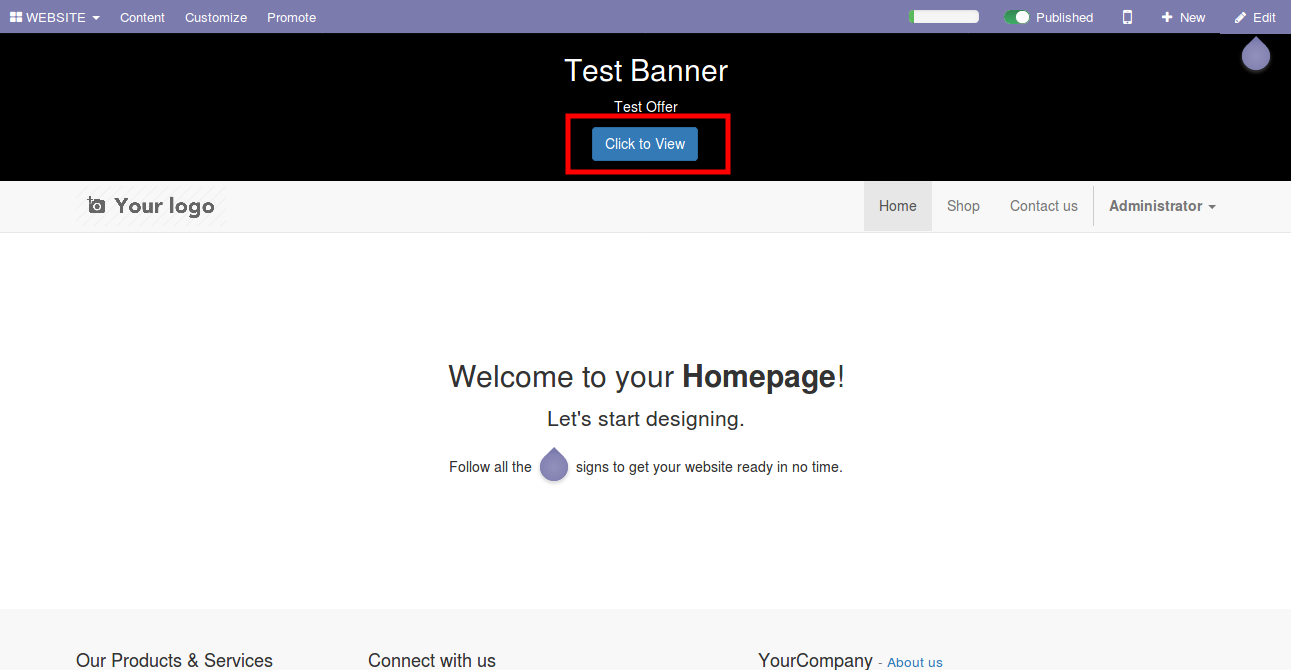 WEBSITE Content Customize Promote Published New Edit
Test Banner
Test Offer
Click to View
Your logo Home Shop Contact us Administrator
Welcome to your Homepage!
Let's start designing.
Follow all the signs to get your website ready in no time.
Our Products & Services Connect with us YourCompany - About us